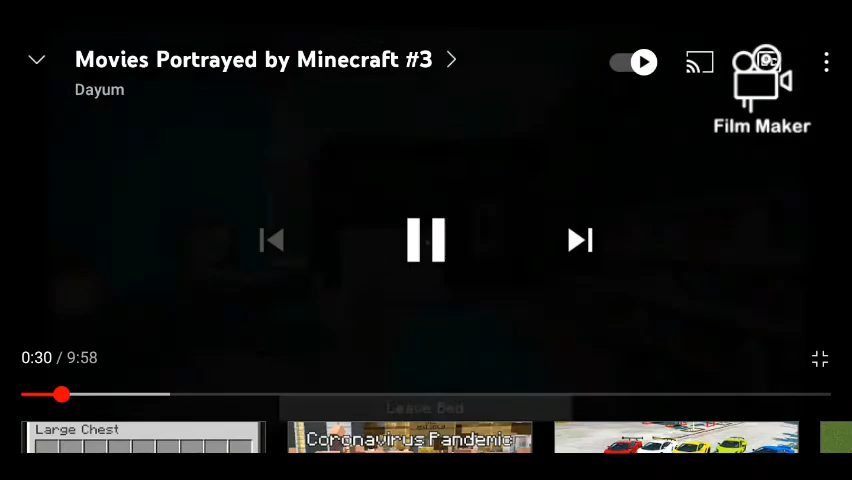 Movies Portrayed by Minecraft #3
Dayum
Film Maker
0:30 / 9:58
Leave Bed
Large Chest
Coronavirus Pandemic